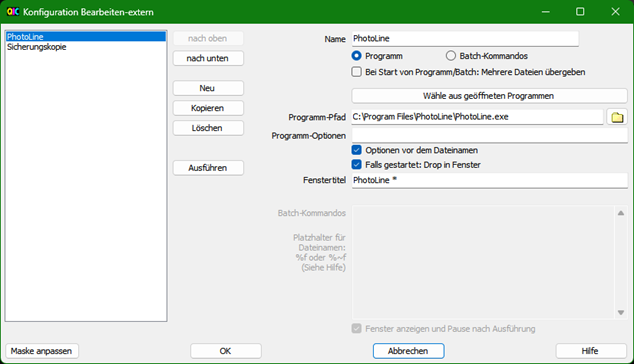 Konfiguration Bearbeiten-extern
PhotoLine
Sicherungskopie
nach oben
nach unten
Neu
Kopieren
Löschen
Ausführen
Name PhotoLine
Programm Batch-Kommandos
Bei Start von Programm/Batch: Mehrere Dateien übergeben
Wähle aus geöffneten Programmen
Programm-Pfad C:\Program Files\PhotoLine\PhotoLine.exe
Programm-Optionen
Optionen vor dem Dateinamen
Falls gestartet: Drop in Fenster
Fenstertitel PhotoLine *
Batch-Kommandos
Platzhalter für
Dateinamen:
%f oder %~f
(Siehe Hilfe)
Fenster anzeigen und Pause nach Ausführung
Maske anpassen OK Abbrechen Hilfe